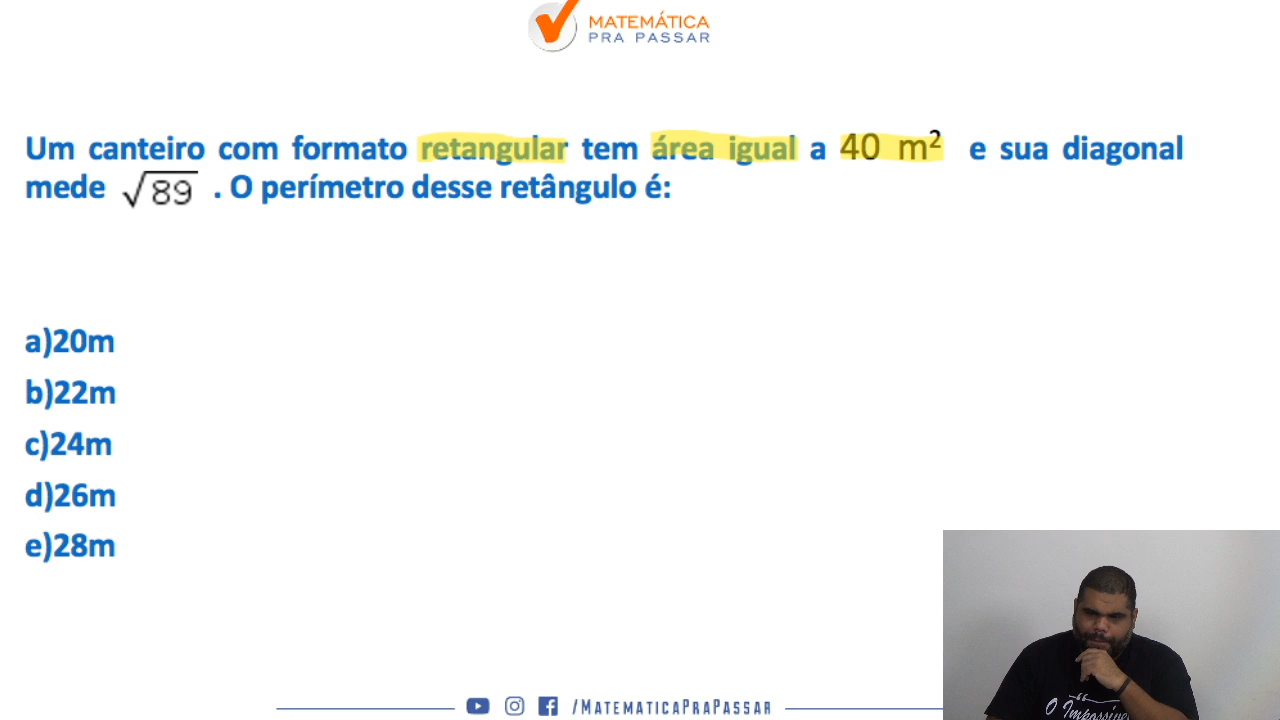 MATEMÁTICA
PRA PASSAR
Um canteiro com formato retangular tem área igual a 40 m² e sua diagonal
mede √89 . O perímetro desse retângulo é:
a)20m
b)22m
c)24m
d)26m
e)28m
/MATEMATICAPRAPASSAR
O Impossível